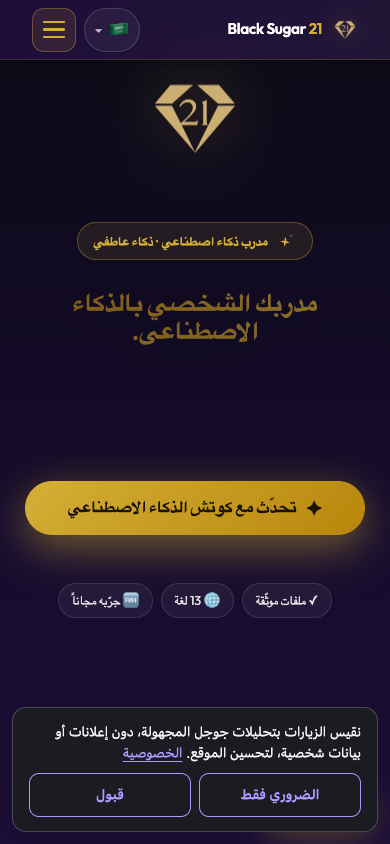 Black Sugar 21
21
مدرب ذكاء اصطناعي · ذكاء عاطفي
مدربك الشخصي بالذكاء
الاصطناعي.
✦ تحدّث مع كوتش الذكاء الاصطناعي
✓ ملفات موثّقة
🌐 13 لغة
🆓 جرّبه مجاناً
نقيس الزيارات بتحليلات جوجل المجهولة، دون إعلانات أو
بيانات شخصية، لتحسين الموقع. الخصوصية
الضروري فقط
قبول